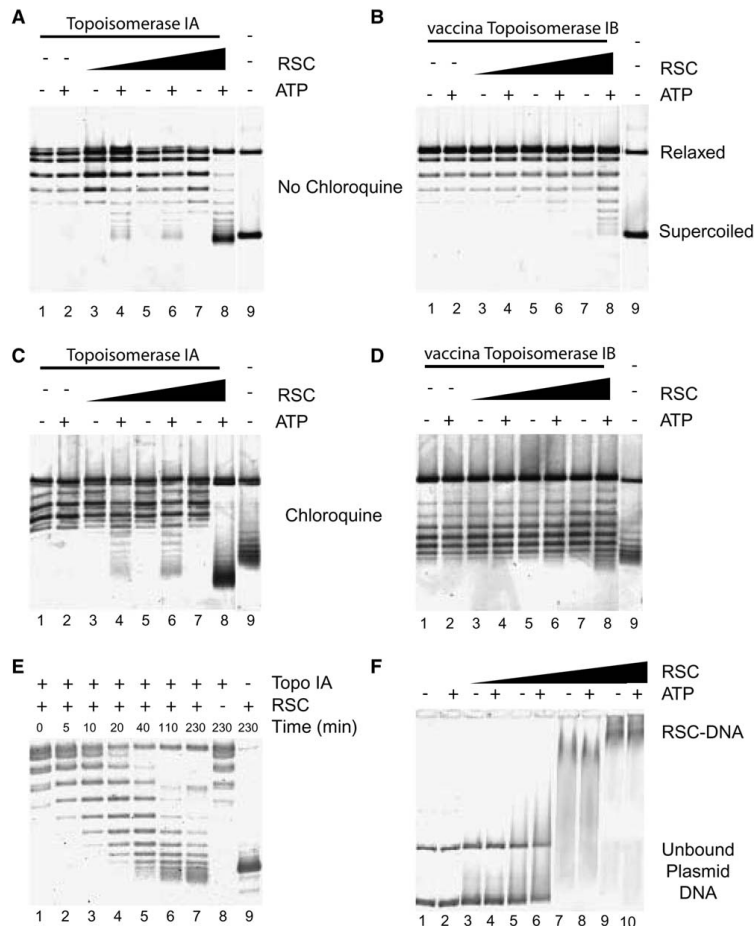 A
Topoisomerase IA -
- - RSC -
- + - + - + - + ATP -
No Chloroquine
1 2 3 4 5 6 7 8 9
B
vaccina Topoisomerase IB -
- - RSC -
- + - + - + - + ATP -
Relaxed
Supercoiled
1 2 3 4 5 6 7 8 9
C
Topoisomerase IA -
- - RSC -
- + - + - + - + ATP -
Chloroquine
1 2 3 4 5 6 7 8 9
D
vaccina Topoisomerase IB -
- - RSC -
- + - + - + - + ATP -
1 2 3 4 5 6 7 8 9
E
+ + + + + + + + - Topo IA
+ + + + + + + - + RSC
0 5 10 20 40 110 230 230 230 Time (min)
1 2 3 4 5 6 7 8 9
F
RSC
- + - + - + - + - + ATP
RSC-DNA
Unbound
Plasmid
DNA
1 2 3 4 5 6 7 8 9 10